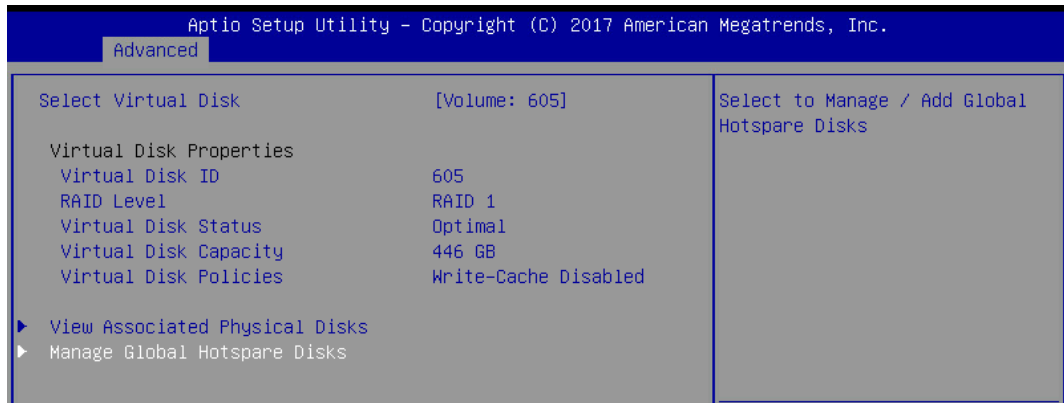 Aptio Setup Utility – Copyright (C) 2017 American Megatrends, Inc.
Advanced
Select Virtual Disk [Volume: 605]
Virtual Disk Properties
Virtual Disk ID 605
RAID Level RAID 1
Virtual Disk Status Optimal
Virtual Disk Capacity 446 GB
Virtual Disk Policies Write-Cache Disabled
View Associated Physical Disks
Manage Global Hotspare Disks
Select to Manage / Add Global
Hotspare Disks